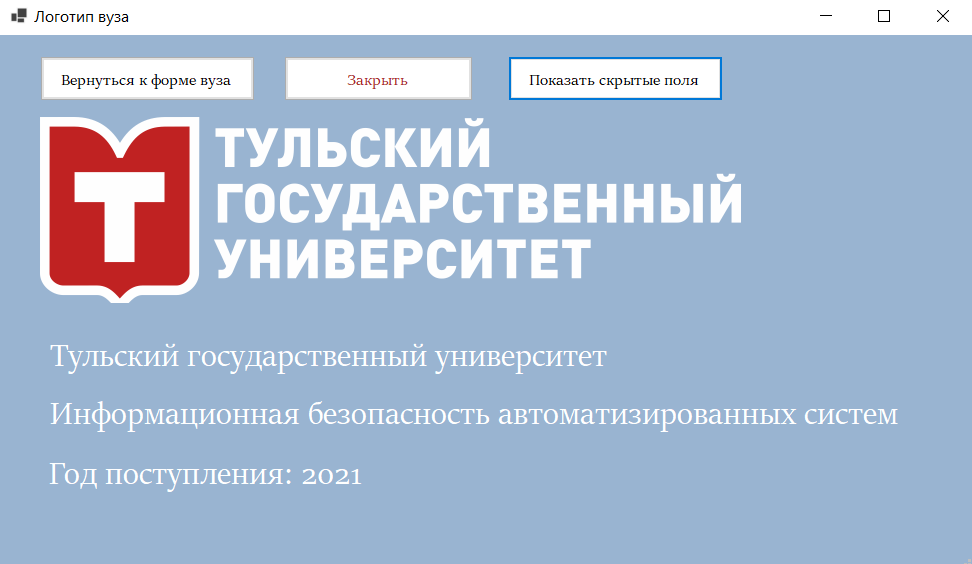 Логотип вуза
Вернуться к форме вуза
Закрыть
Показать скрытые поля
Т
ТУЛЬСКИЙ
ГОСУДАРСТВЕННЫЙ
УНИВЕРСИТЕТ
Тульский государственный университет
Информационная безопасность автоматизированных систем
Год поступления: 2021